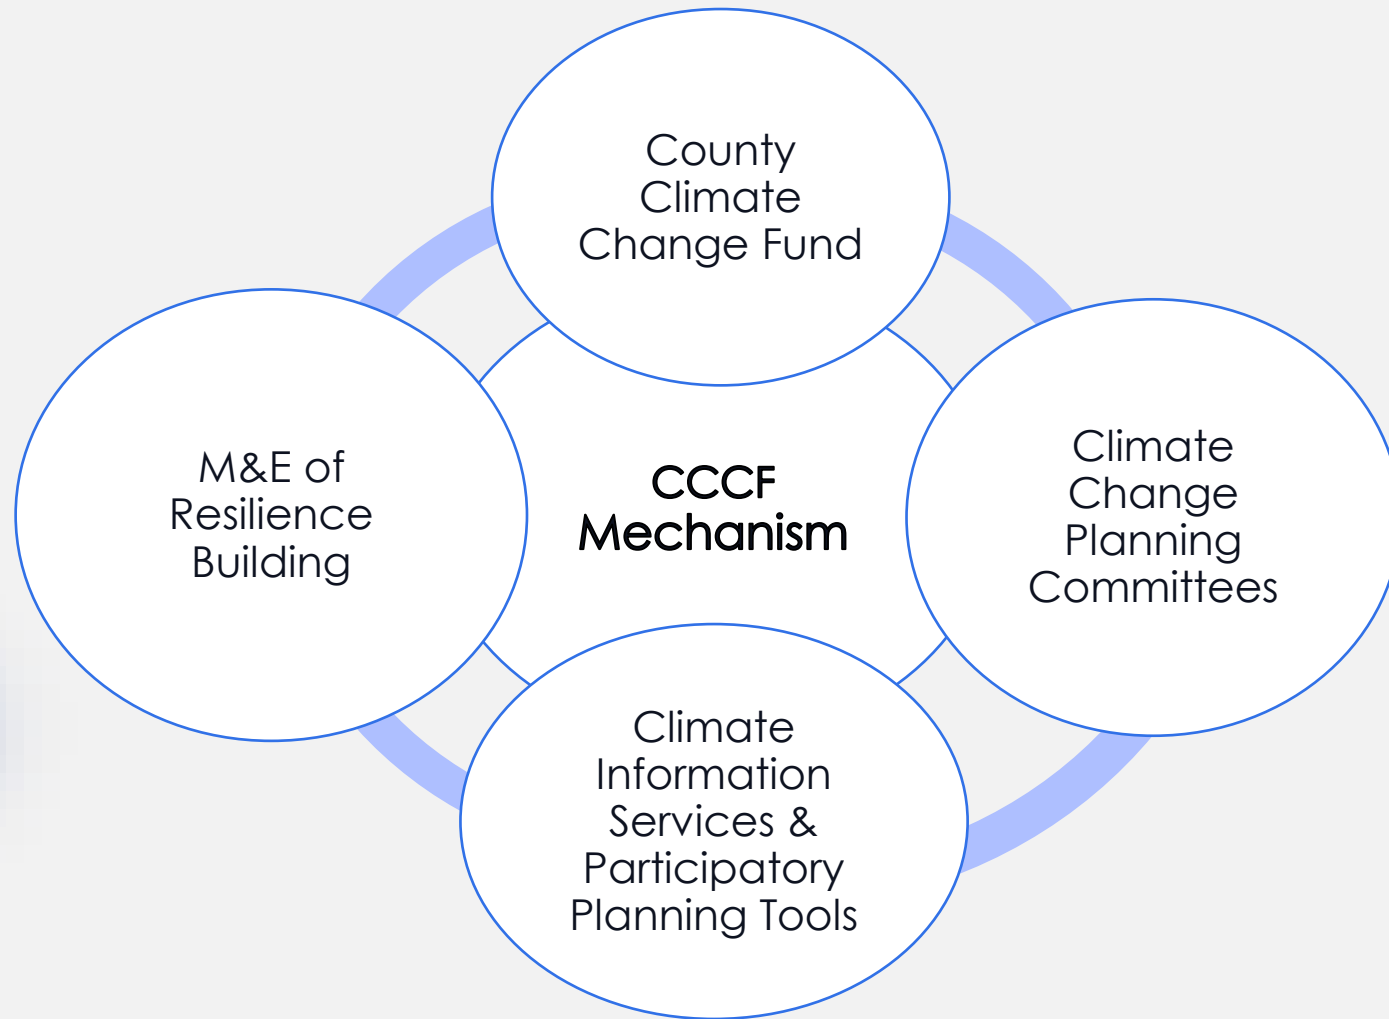 County
Climate
Change Fund
M&E of
Resilience
Building
CCCF
Mechanism
Climate
Change
Planning
Committees
Climate
Information
Services &
Participatory
Planning Tools